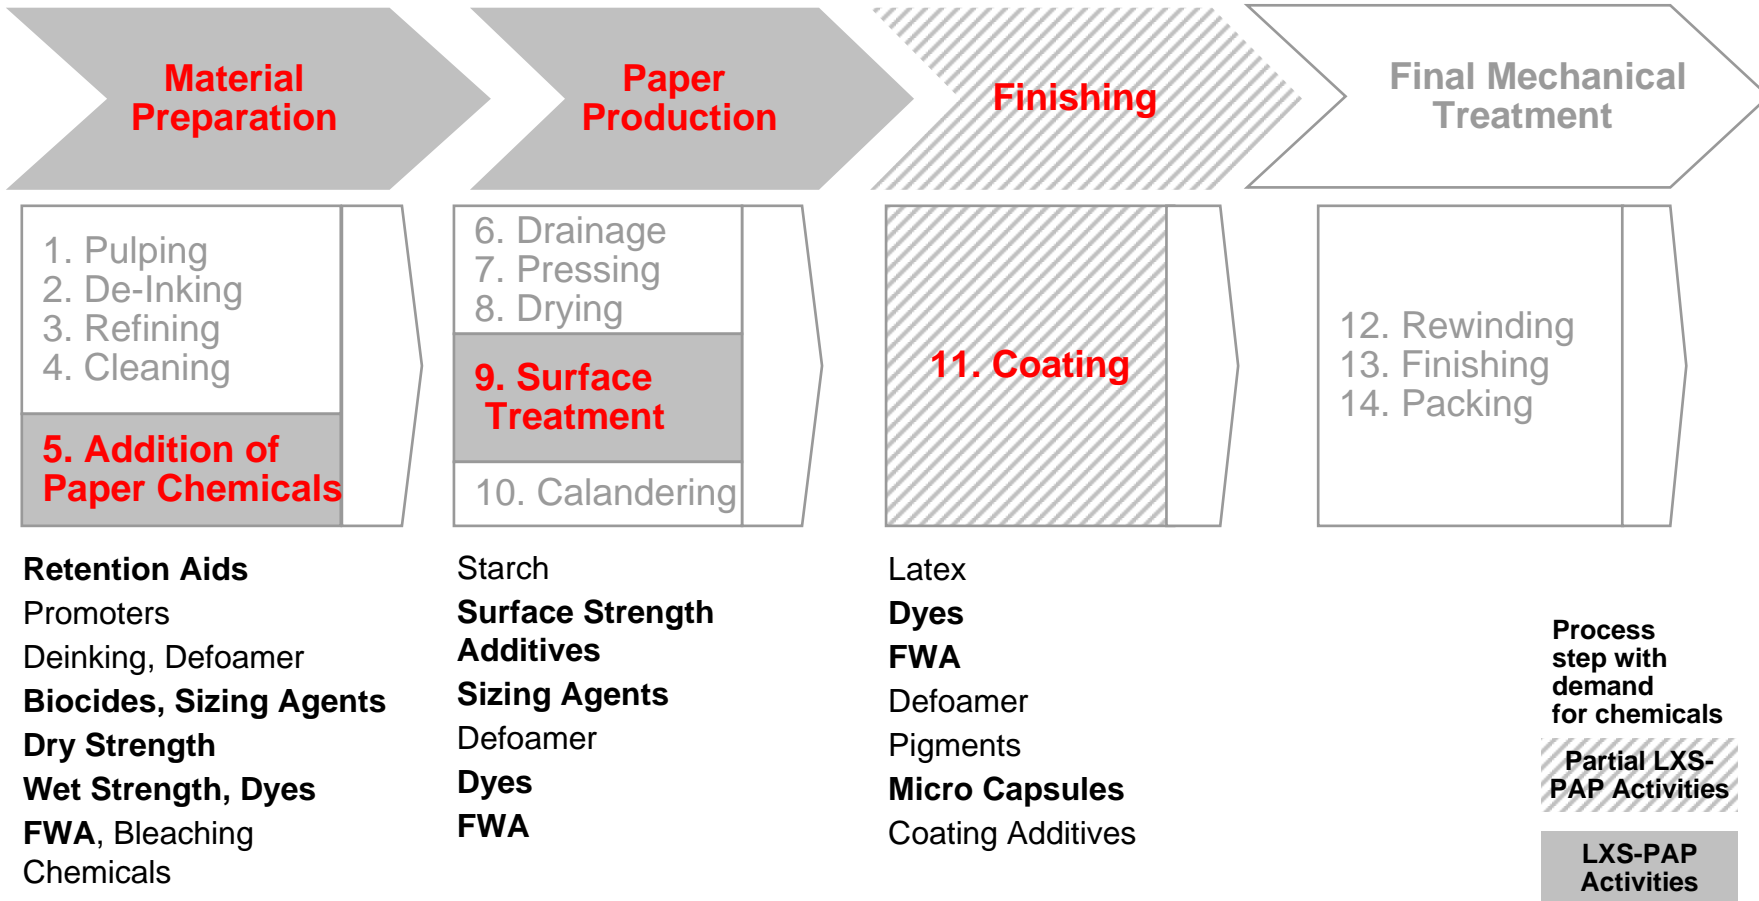 Material
Preparation
Paper
Production
Finishing
Final Mechanical
Treatment
1. Pulping
2. De-Inking
3. Refining
4. Cleaning
5. Addition of
Paper Chemicals
6. Drainage
7. Pressing
8. Drying
9. Surface
Treatment
10. Calandering
11. Coating
12. Rewinding
13. Finishing
14. Packing
Retention Aids
Promoters
Deinking, Defoamer
Biocides, Sizing Agents
Dry Strength
Wet Strength, Dyes
FWA, Bleaching
Chemicals
Starch
Surface Strength
Additives
Sizing Agents
Defoamer
Dyes
FWA
Latex
Dyes
FWA
Defoamer
Pigments
Micro Capsules
Coating Additives
Process
step with
demand
for chemicals
Partial LXS-
PAP Activities
LXS-PAP
Activities